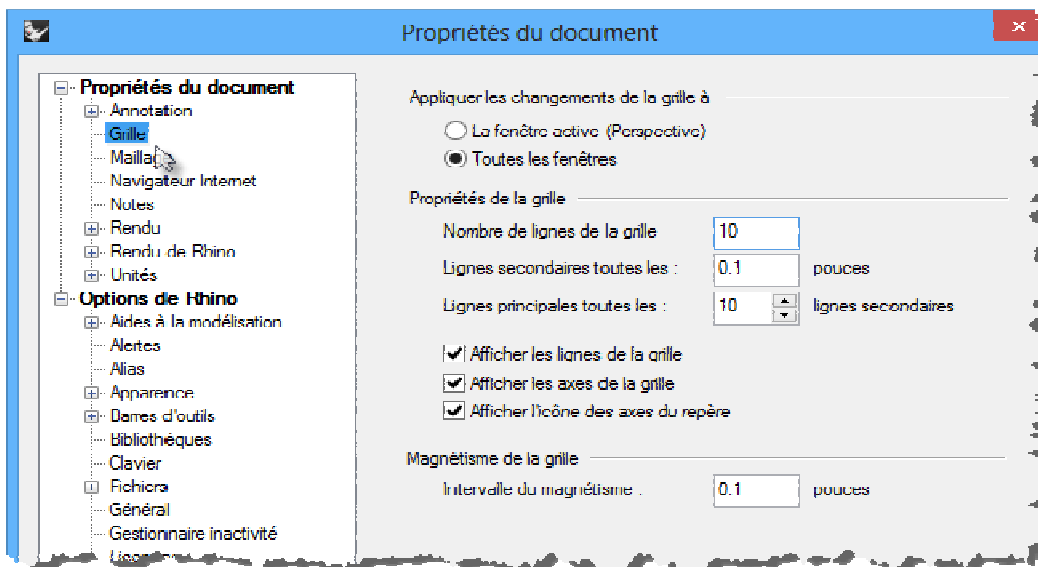 Propriétés du document
Propriétés du document
Annotation
Grille
Maillage
Navigateur Internet
Notes
Rendu
Rendu de Rhino
Unités
Options de Rhino
Aides à la modélisation
Alertes
Alias
Apparence
Barres d'outils
Bibliothèques
Clavier
Fichiers
Général
Gestionnaire inactivité
Appliquer les changements de la grille à
La fenêtre active (Perspective)
Toutes les fenêtres
Propriétés de la grille
Nombre de lignes de la grille 10
Lignes secondaires toutes les : 0.1 pouces
Lignes principales toutes les : 10 lignes secondaires
Afficher les lignes de la grille
Afficher les axes de la grille
Afficher l'icône des axes du repère
Magnétisme de la grille
Intervalle du magnétisme : 0.1 pouces